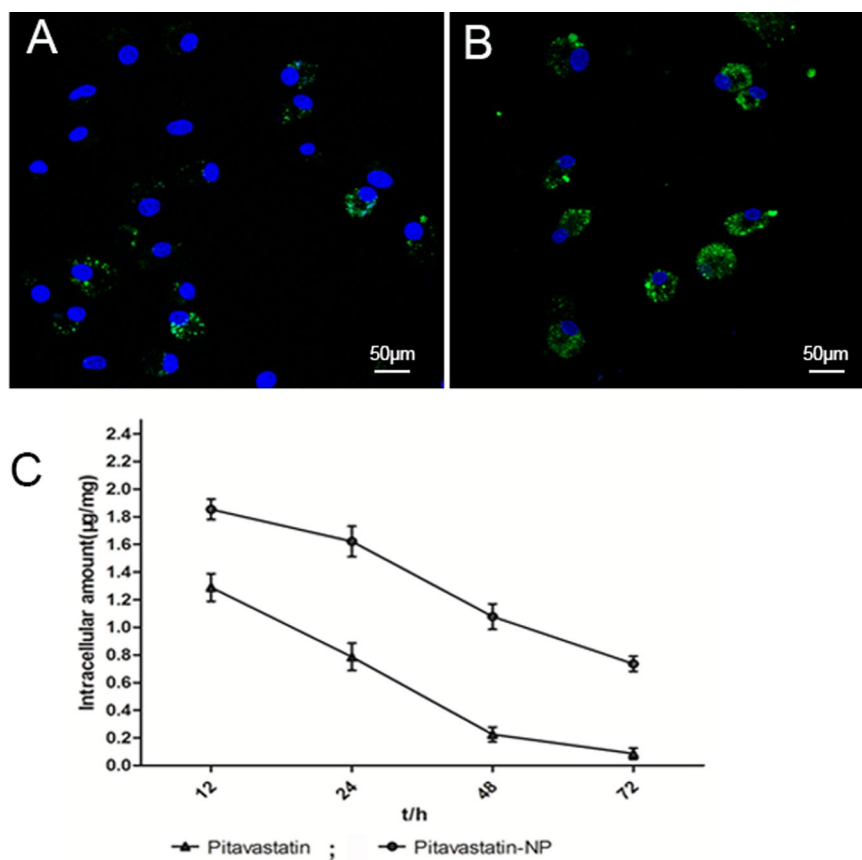 A
B
50μm
50μm
C
Intracellular amount(μg/mg)
2.4
2.2
2.0
1.8
1.6
1.4
1.2
1.0
0.8
0.6
0.4
0.2
0.0
12 24 48 72
t/h
Pitavastatin ; Pitavastatin-NP